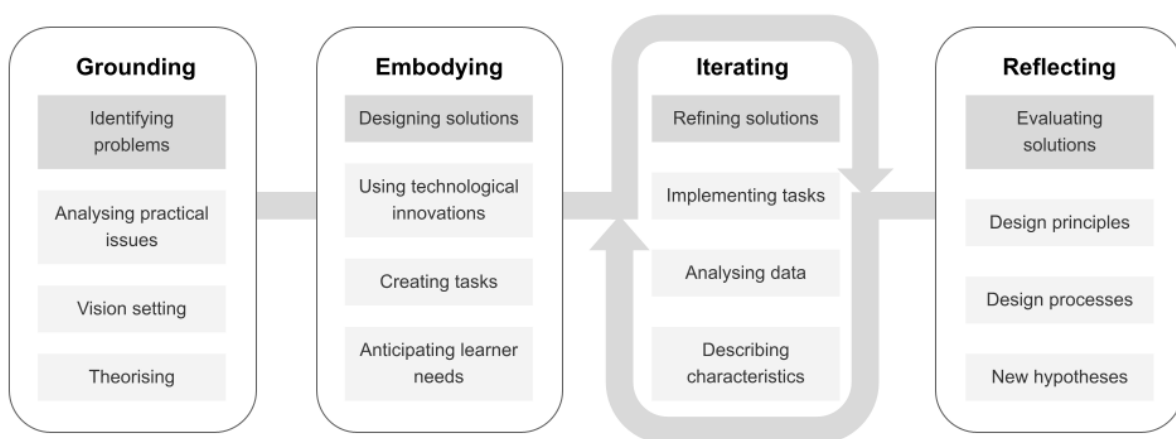 Grounding
Identifying
problems
Analysing practical
issues
Vision setting
Theorising
Embodying
Designing solutions
Using technological
innovations
Creating tasks
Anticipating learner
needs
Iterating
Refining solutions
Implementing tasks
Analysing data
Describing
characteristics
Reflecting
Evaluating
solutions
Design principles
Design processes
New hypotheses